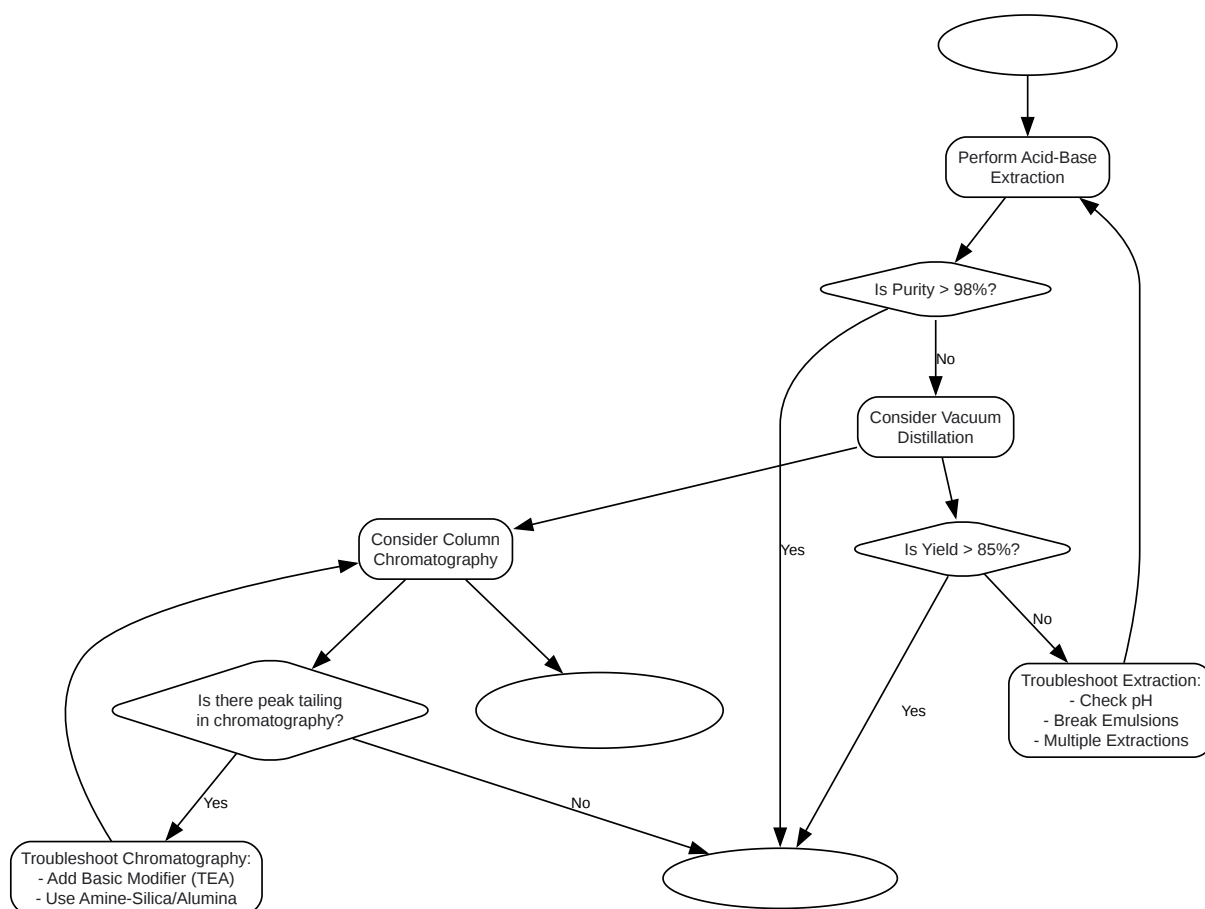 Perform Acid-Base
Extraction
Is Purity > 98%?
No
Consider Vacuum
Distillation
Consider Column
Chromatography
Yes
Is Yield > 85%?
No
Is there peak tailing
in chromatography?
Yes
Troubleshoot Extraction:
- Check pH
- Break Emulsions
- Multiple Extractions
Yes
No
Troubleshoot Chromatography:
- Add Basic Modifier (TEA)
- Use Amine-Silica/Alumina